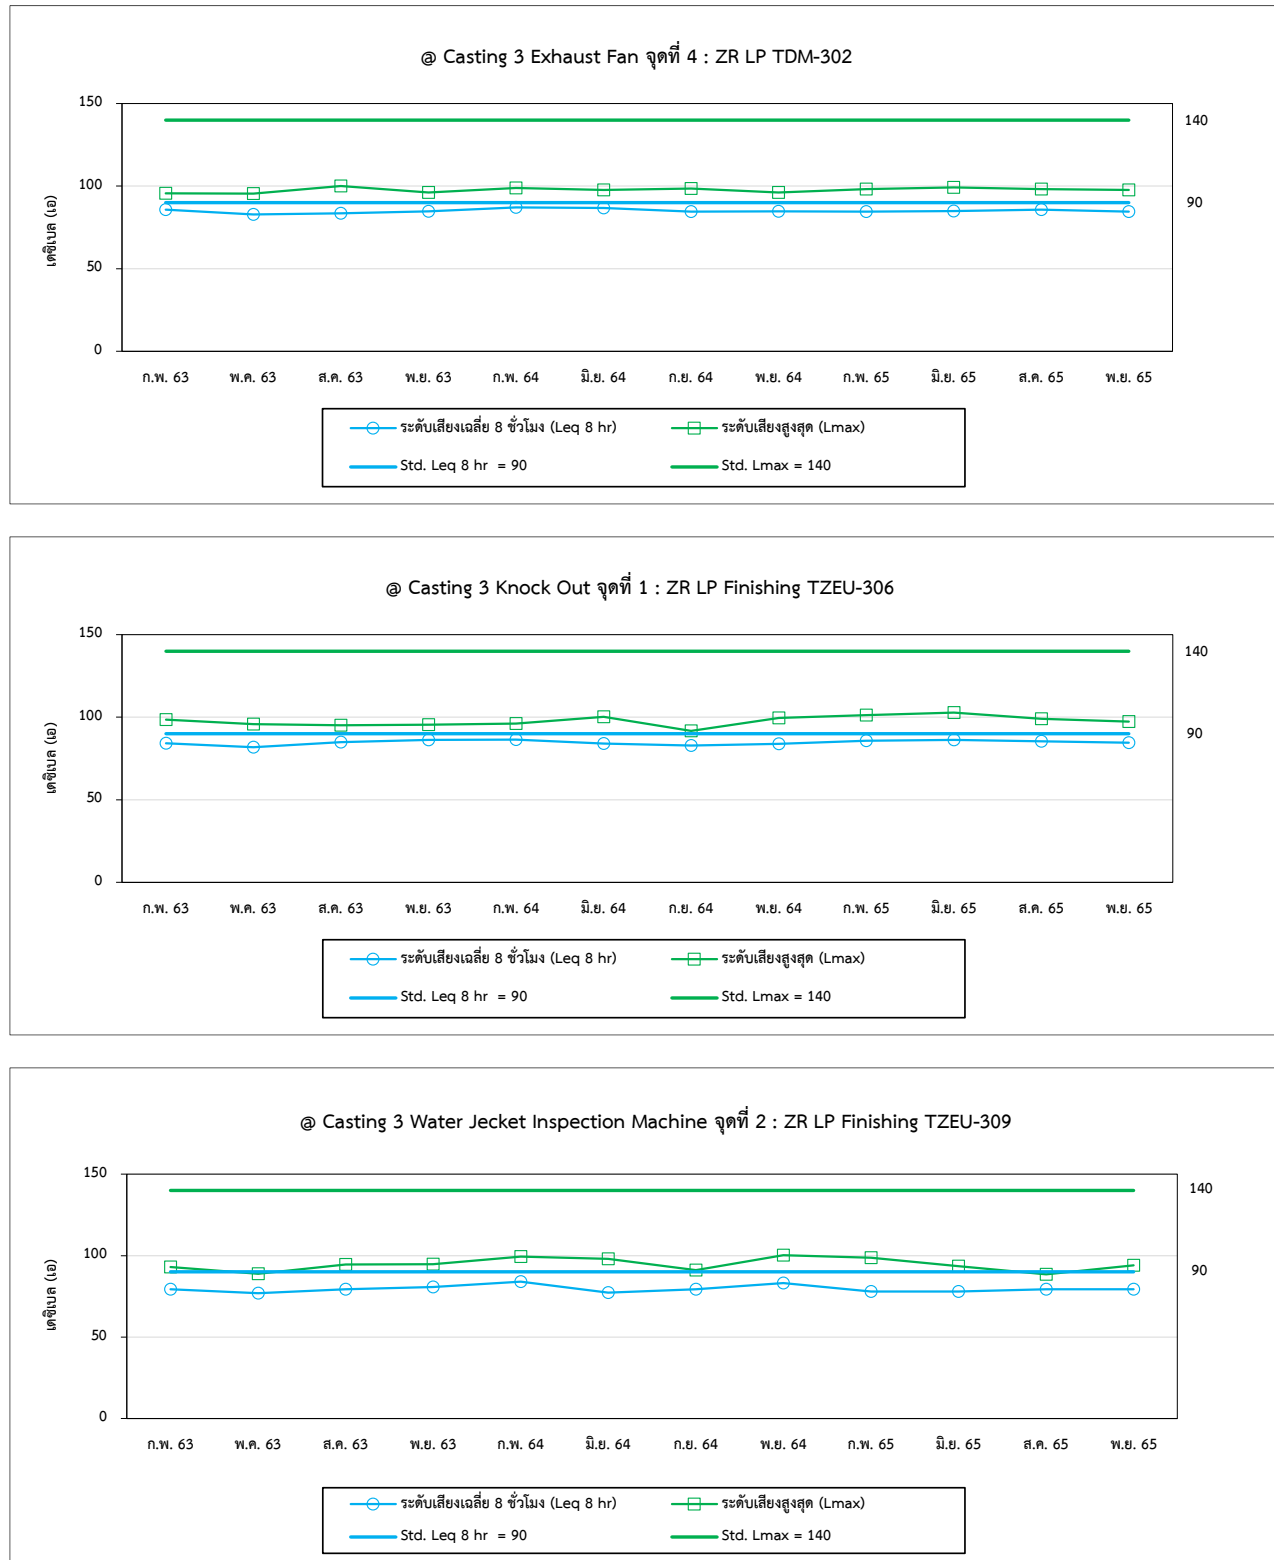 @ Casting 3 Exhaust Fan จุดที่ 4 : ZR LP TDM-302
150
140
100
90
เดซิเบล (เอ)
50
0
ก.พ. 63 พ.ค. 63 ส.ค. 63 พ.ย. 63 ก.พ. 64 มิ.ย. 64 ก.ย. 64 พ.ย. 64 ก.พ. 65 มิ.ย. 65 ส.ค. 65 พ.ย. 65
ระดับเสียงเฉลี่ย 8 ชั่วโมง (Leq 8 hr) ระดับเสียงสูงสุด (Lmax)
Std. Leq 8 hr = 90 Std. Lmax = 140
@ Casting 3 Knock Out จุดที่ 1 : ZR LP Finishing TZEU-306
150
140
100
90
เดซิเบล (เอ)
50
0
ก.พ. 63 พ.ค. 63 ส.ค. 63 พ.ย. 63 ก.พ. 64 มิ.ย. 64 ก.ย. 64 พ.ย. 64 ก.พ. 65 มิ.ย. 65 ส.ค. 65 พ.ย. 65
ระดับเสียงเฉลี่ย 8 ชั่วโมง (Leq 8 hr) ระดับเสียงสูงสุด (Lmax)
Std. Leq 8 hr = 90 Std. Lmax = 140
@ Casting 3 Water Jecket Inspection Machine จุดที่ 2 : ZR LP Finishing TZEU-309
150
140
100
90
เดซิเบล (เอ)
50
0
ก.พ. 63 พ.ค. 63 ส.ค. 63 พ.ย. 63 ก.พ. 64 มิ.ย. 64 ก.ย. 64 พ.ย. 64 ก.พ. 65 มิ.ย. 65 ส.ค. 65 พ.ย. 65
ระดับเสียงเฉลี่ย 8 ชั่วโมง (Leq 8 hr) ระดับเสียงสูงสุด (Lmax)
Std. Leq 8 hr = 90 Std. Lmax = 140